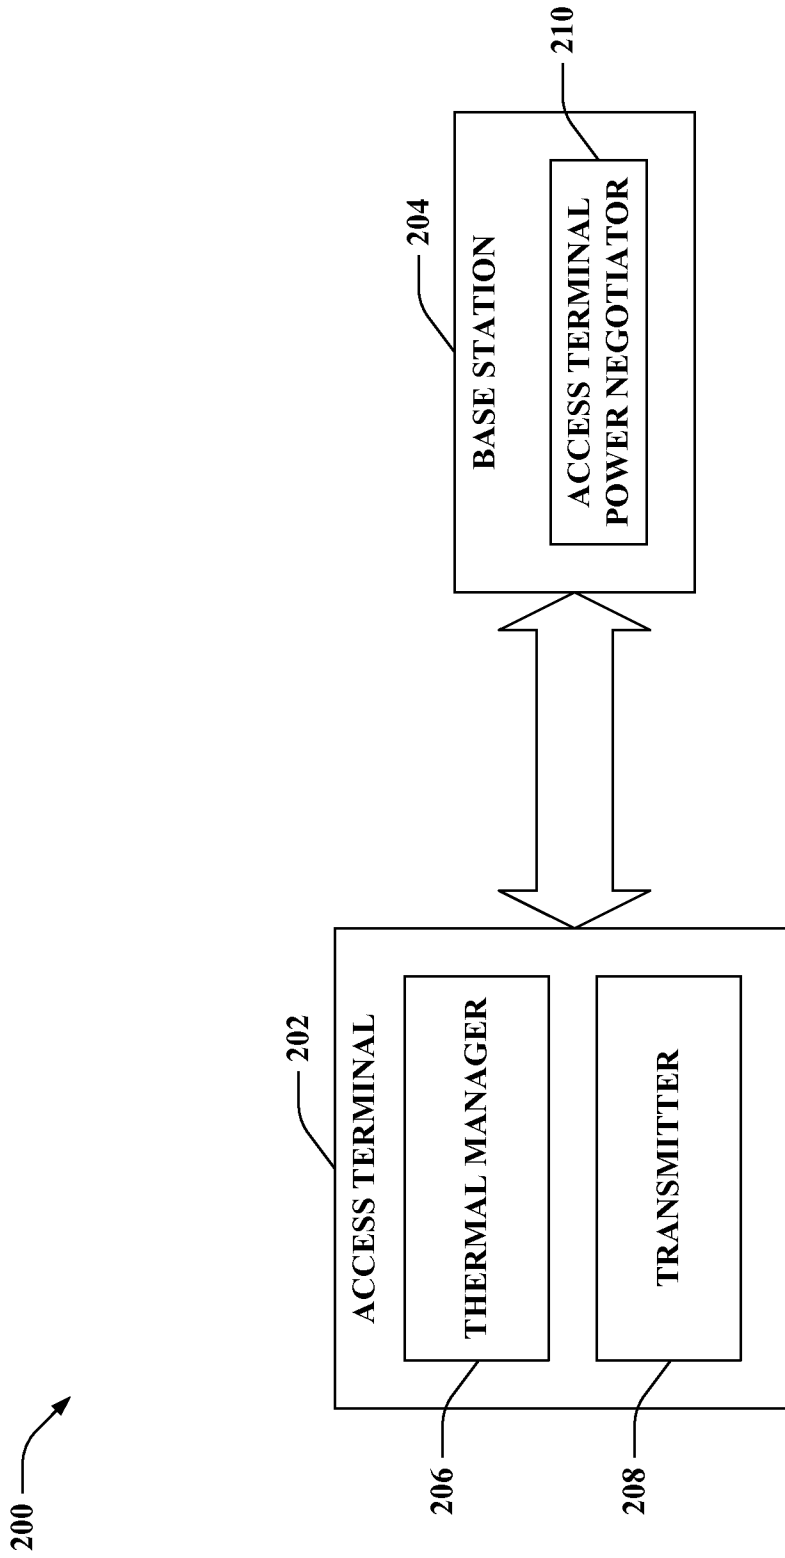 200
202
ACCESS TERMINAL
206
THERMAL MANAGER
208
TRANSMITTER
204
BASE STATION
210
ACCESS TERMINAL
POWER NEGOTIATOR